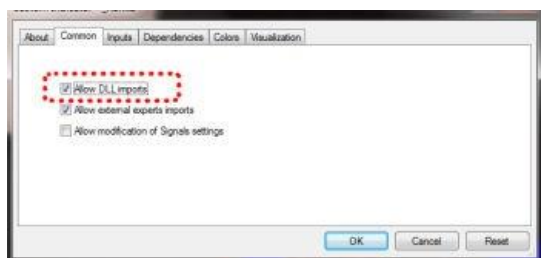 About Common Inputs Dependencies Colors Visualization
Allow DLL imports
Allow external experts imports
Allow modification of Signals settings
OK Cancel Reset